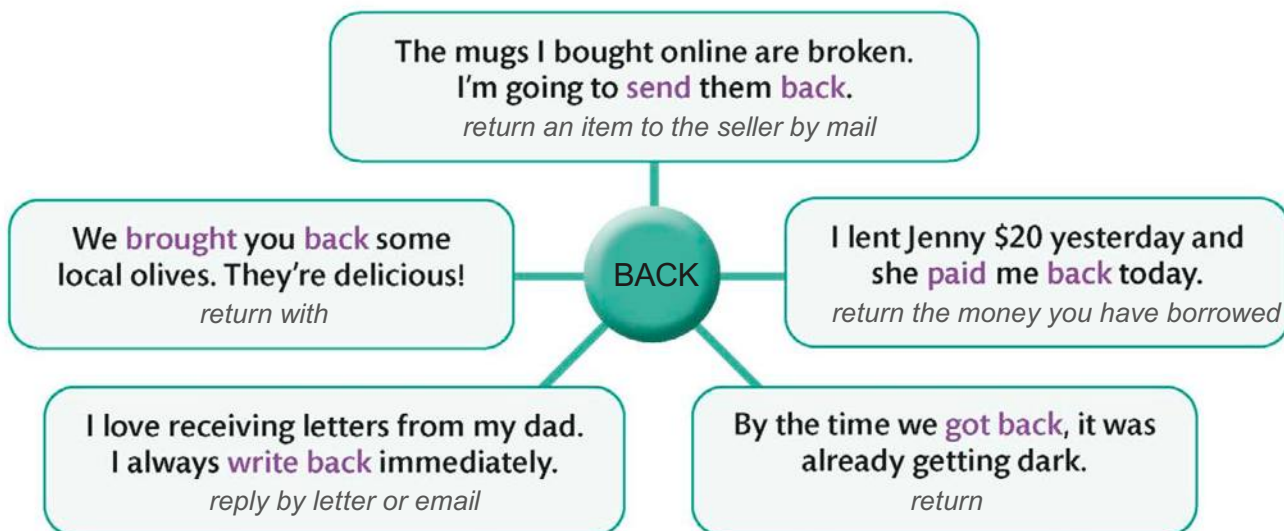 The mugs I bought online are broken.
I'm going to send them back.
return an item to the seller by mail
We brought you back some
local olives. They're delicious!
return with
BACK
I lent Jenny $20 yesterday and
she paid me back today.
return the money you have borrowed
I love receiving letters from my dad.
I always write back immediately.
reply by letter or email
By the time we got back, it was
already getting dark.
return